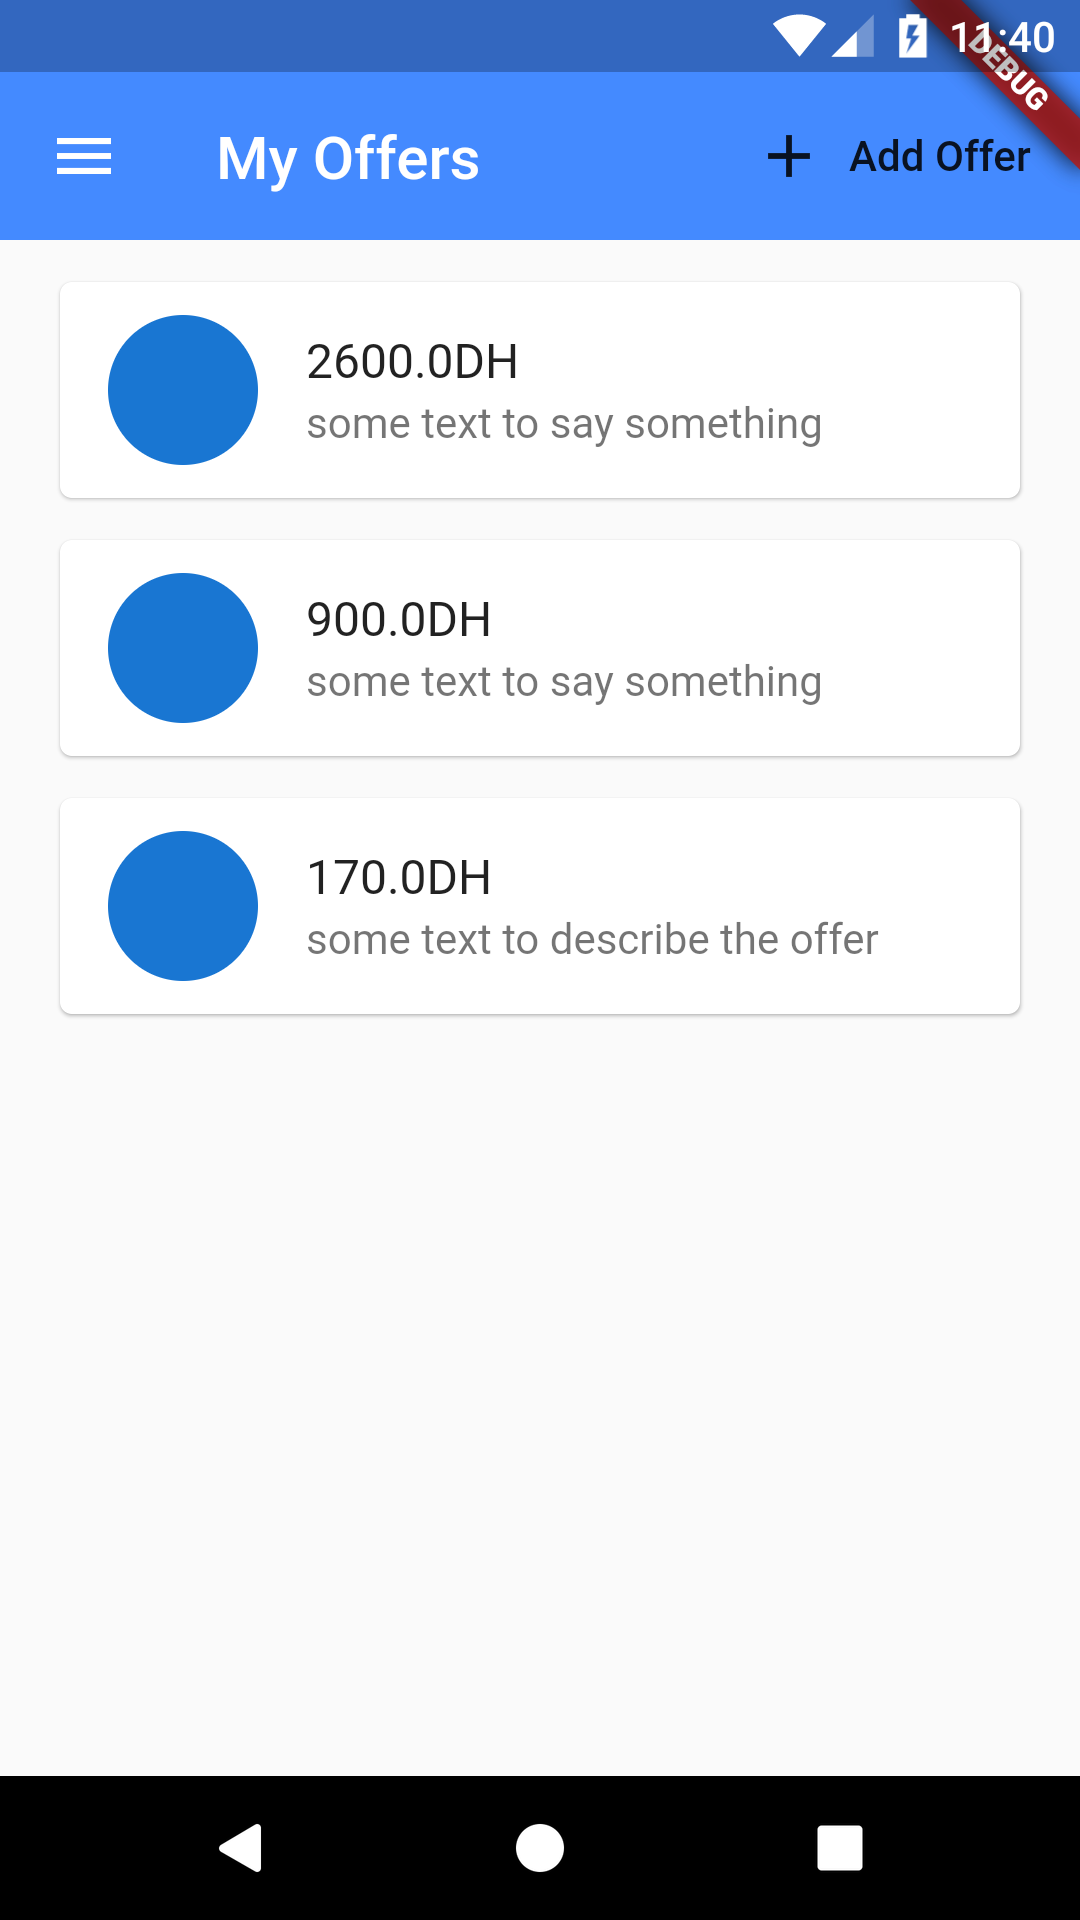 11:40
DEBUG
My Offers
Add Offer
2600.0DH
some text to say something
900.0DH
some text to say something
170.0DH
some text to describe the offer